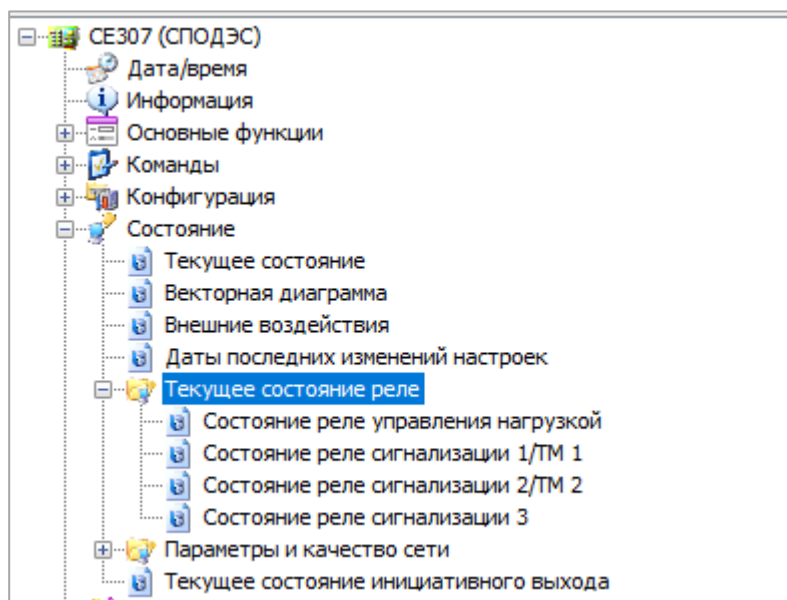 CE307 (СПОДЭС)
Дата/время
Информация
Основные функции
Команды
Конфигурация
Состояние
Текущее состояние
Векторная диаграмма
Внешние воздействия
Даты последних изменений настроек
Текущее состояние реле
Состояние реле управления нагрузкой
Состояние реле сигнализации 1/ТМ 1
Состояние реле сигнализации 2/ТМ 2
Состояние реле сигнализации 3
Параметры и качество сети
Текущее состояние инициативного выхода